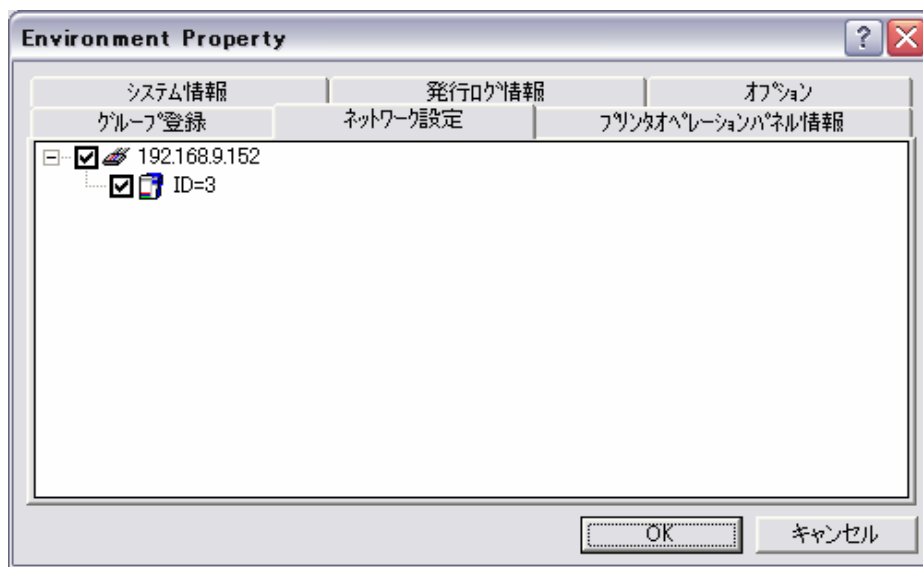 Environment Property
システム情報 発行ログ情報 オプション
グループ登録 ネットワーク設定 プリンタオペレーションパネル情報
192.168.9.152
ID=3
OK キャンセル